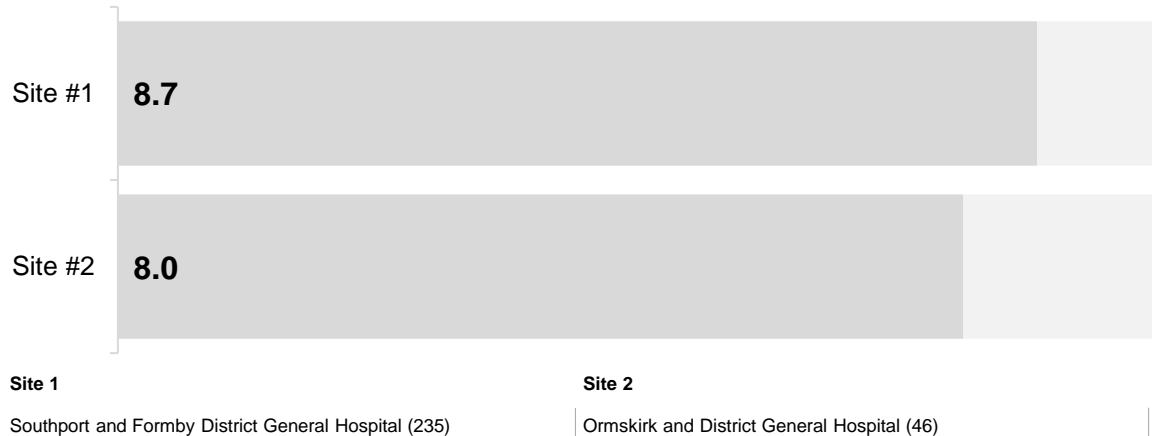 Site #1 8.7
Site #2 8.0
Site 1 Site 2
Southport and Formby District General Hospital (235) Ormskirk and District General Hospital (46)